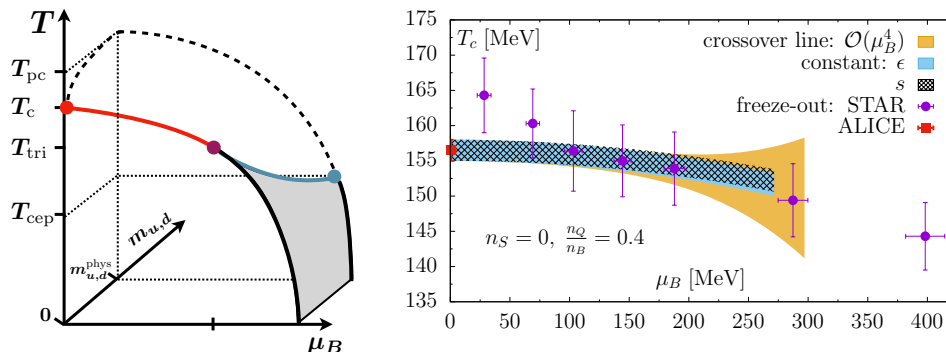 T
T_pc
T_c
T_tri
T_cep
m_{u,d}
m_{u,d}^{phys}
0
μ_B
T_c [MeV]
crossover line: 𝒪(μ_B^4)
constant: ϵ
s
freeze-out: STAR
ALICE
n_S = 0, n_Q/n_B = 0.4
μ_B [MeV]
175
170
165
160
155
150
145
140
135
0 50 100 150 200 250 300 350 400